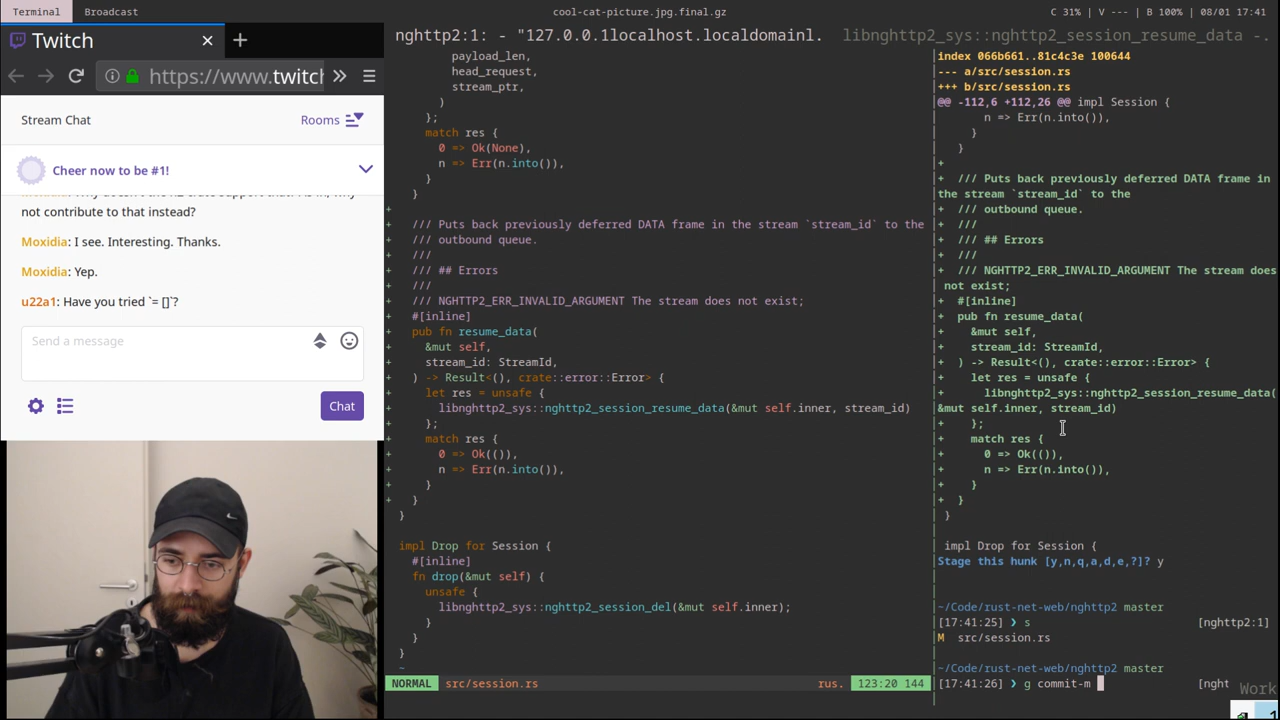 Terminal
Broadcast
cool-cat-picture.jpg.final.gz
C 31% | V --- | B 100% | 08/01 17:41
Twitch
https://www.twitch
Stream Chat
Rooms
Cheer now to be #1!
not contribute to that instead?
Moxidia: I see. Interesting. Thanks.
Moxidia: Yep.
u22a1: Have you tried `= []`?
Send a message
Chat
nghttp2:1: - "127.0.0.1localhost.localdomainl.
payload_len,
head_request,
stream_ptr,
)
};
match res {
0 => Ok(None),
n => Err(n.into()),
}
}
+
+ /// Puts back previously deferred DATA frame in the stream `stream_id` to the
+ /// outbound queue.
+ ///
+ /// ## Errors
+ ///
+ /// NGHTTP2_ERR_INVALID_ARGUMENT The stream does not exist;
+ #[inline]
+ pub fn resume_data(
+ &mut self,
+ stream_id: StreamId,
+ ) -> Result<(), crate::error::Error> {
+ let res = unsafe {
+ libnghttp2_sys::nghttp2_session_resume_data(&mut self.inner, stream_id)
+ };
+ match res {
+ 0 => Ok(()),
+ n => Err(n.into()),
+ }
+ }
}
impl Drop for Session {
#[inline]
fn drop(&mut self) {
unsafe {
libnghttp2_sys::nghttp2_session_del(&mut self.inner);
}
}
}
~
NORMAL src/session.rs rus. 123:20 144
libnghttp2_sys::nghttp2_session_resume_data -.
index 066b661..81c4c3e 100644
--- a/src/session.rs
+++ b/src/session.rs
@@ -112,6 +112,26 @@ impl Session {
n => Err(n.into()),
}
}
+
+ /// Puts back previously deferred DATA frame in
the stream `stream_id` to the
+ /// outbound queue.
+ ///
+ /// ## Errors
+ ///
+ /// NGHTTP2_ERR_INVALID_ARGUMENT The stream does
not exist;
+ #[inline]
+ pub fn resume_data(
+ &mut self,
+ stream_id: StreamId,
+ ) -> Result<(), crate::error::Error> {
+ let res = unsafe {
+ libnghttp2_sys::nghttp2_session_resume_data(
&mut self.inner, stream_id)
+ };
+ match res {
+ 0 => Ok(()),
+ n => Err(n.into()),
+ }
+ }
}
impl Drop for Session {
Stage this hunk [y,n,q,a,d,e,?]? y
~/Code/rust-net-web/nghttp2 master
[17:41:25] ❯ s [nghttp2:1]
M src/session.rs
~/Code/rust-net-web/nghttp2 master
[17:41:26] ❯ g commit-m [nght
Work
1